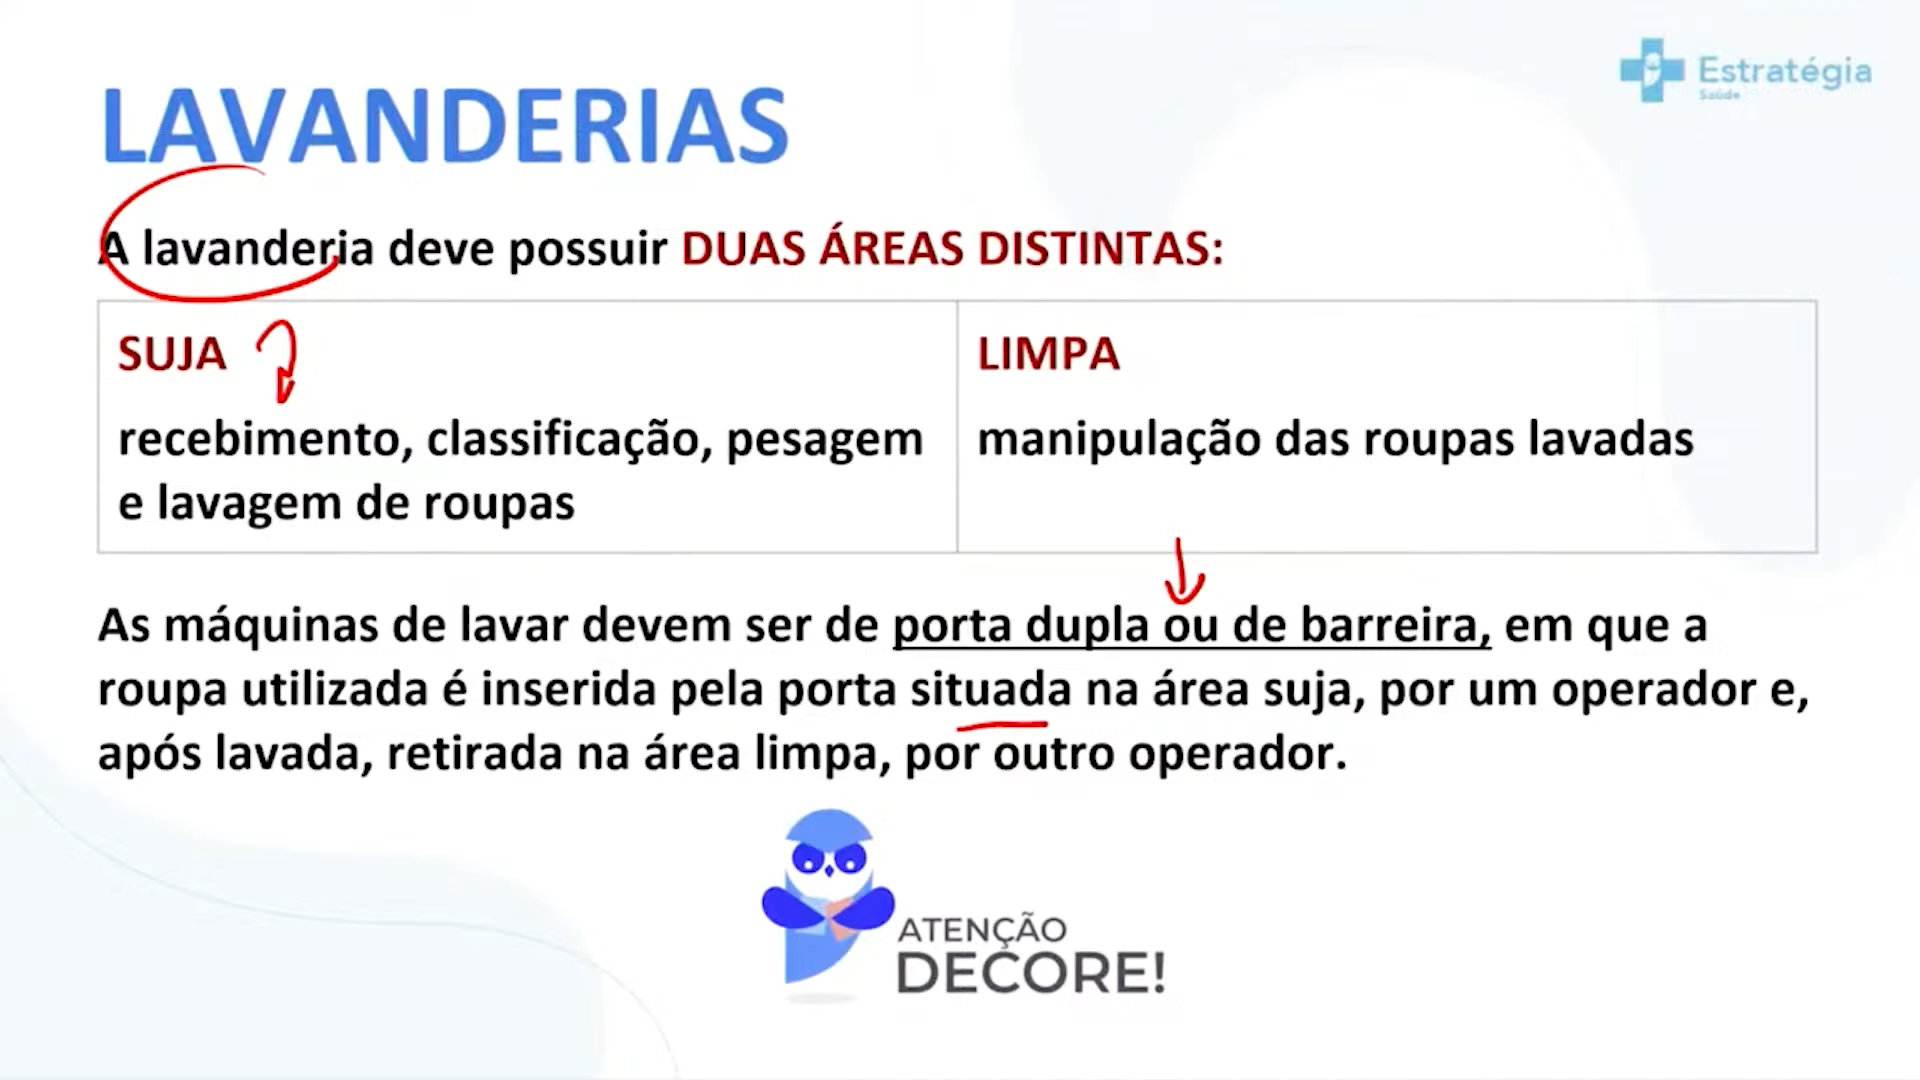 Estratégia
Saúde
LAVANDERIAS
A lavanderia deve possuir DUAS ÁREAS DISTINTAS:
SUJA
recebimento, classificação, pesagem
e lavagem de roupas
LIMPA
manipulação das roupas lavadas
As máquinas de lavar devem ser de porta dupla ou de barreira, em que a
roupa utilizada é inserida pela porta situada na área suja, por um operador e,
após lavada, retirada na área limpa, por outro operador.
ATENÇÃO
DECORE!